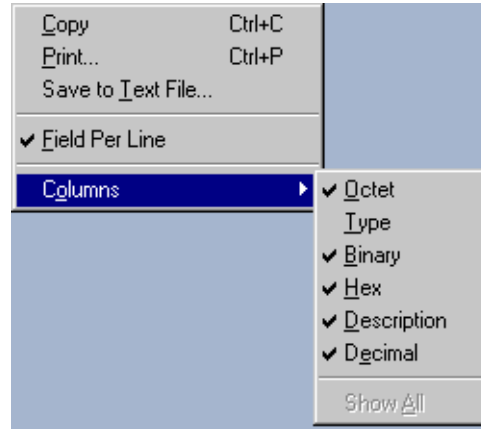 Copy Ctrl+C
Print... Ctrl+P
Save to Text File...
Field Per Line
Columns
Octet
Type
Binary
Hex
Description
Decimal
Show All